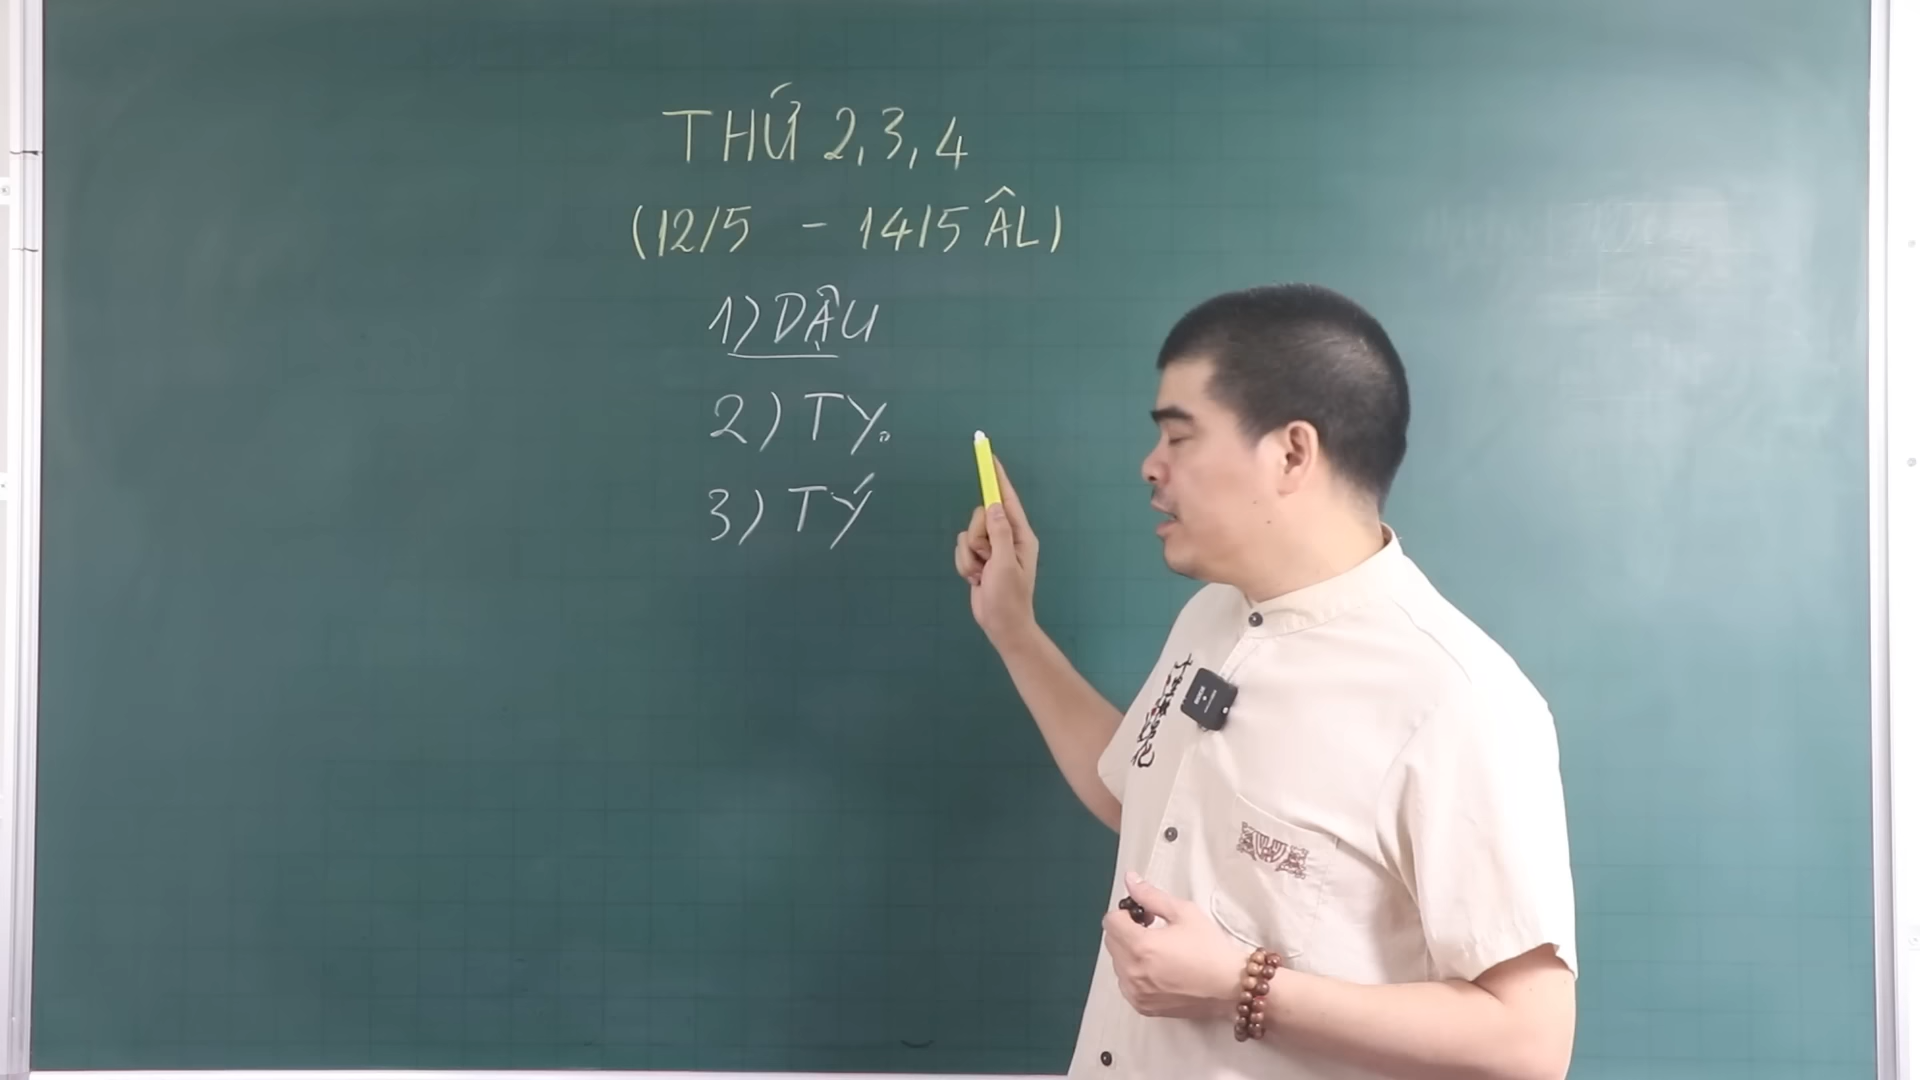 THỨ 2,3,4
(12/5 - 14/5 ÂL)
1) DẬU
2) TỴ
3) TÝ